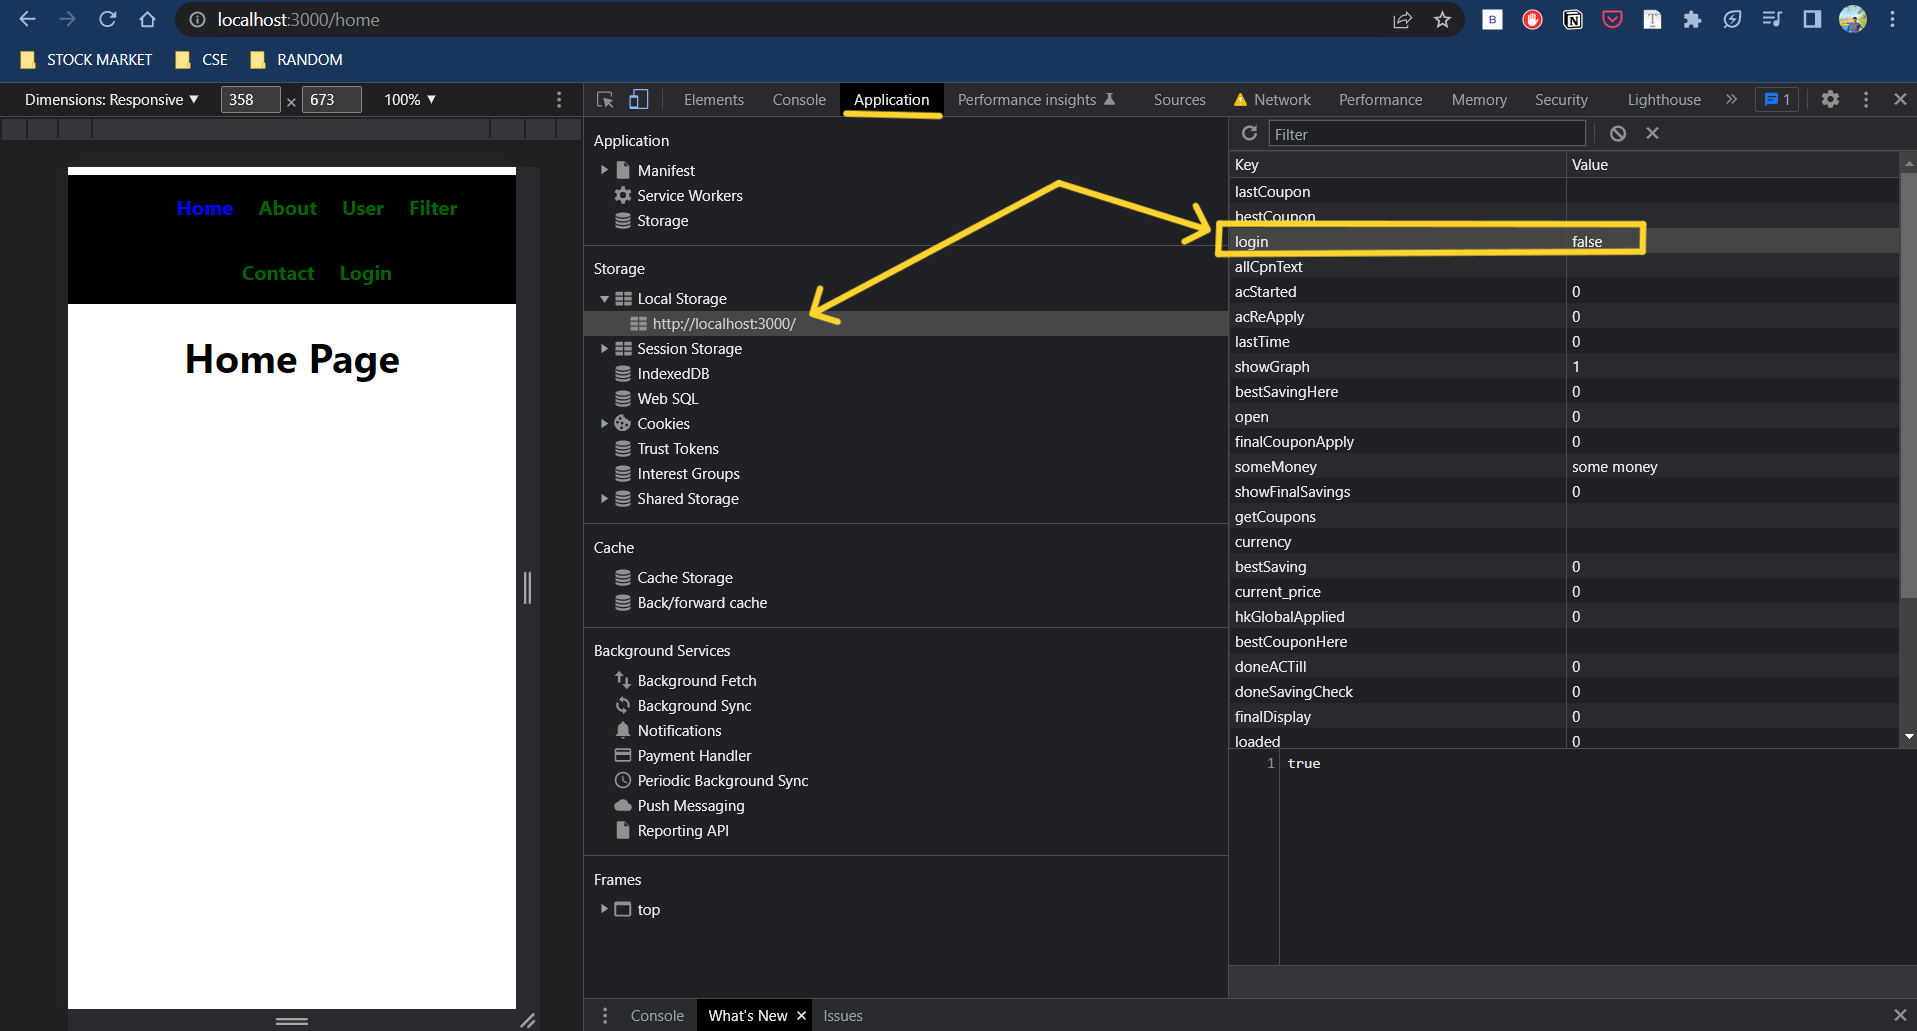 localhost:3000/home
B
N
T
STOCK MARKET
CSE
RANDOM
Dimensions: Responsive ▼
358
×
673
100% ▼
Home
About
User
Filter
Contact
Login
Home Page
Elements
Console
Application
Performance insights
Sources
Network
Performance
Memory
Security
Lighthouse
»
1
Application
Manifest
Service Workers
Storage
Storage
Local Storage
http://localhost:3000/
Session Storage
IndexedDB
Web SQL
Cookies
Trust Tokens
Interest Groups
Shared Storage
Cache
Cache Storage
Back/forward cache
Background Services
Background Fetch
Background Sync
Notifications
Payment Handler
Periodic Background Sync
Push Messaging
Reporting API
Frames
top
Filter
Key Value
lastCoupon
bestCoupon
login false
allCpnText
acStarted 0
acReApply 0
lastTime 0
showGraph 1
bestSavingHere 0
open 0
finalCouponApply 0
someMoney some money
showFinalSavings 0
getCoupons
currency
bestSaving 0
current_price 0
hkGlobalApplied 0
bestCouponHere
doneACTill 0
doneSavingCheck 0
finalDisplay 0
loaded 0
1 true
Console
What's New
Issues